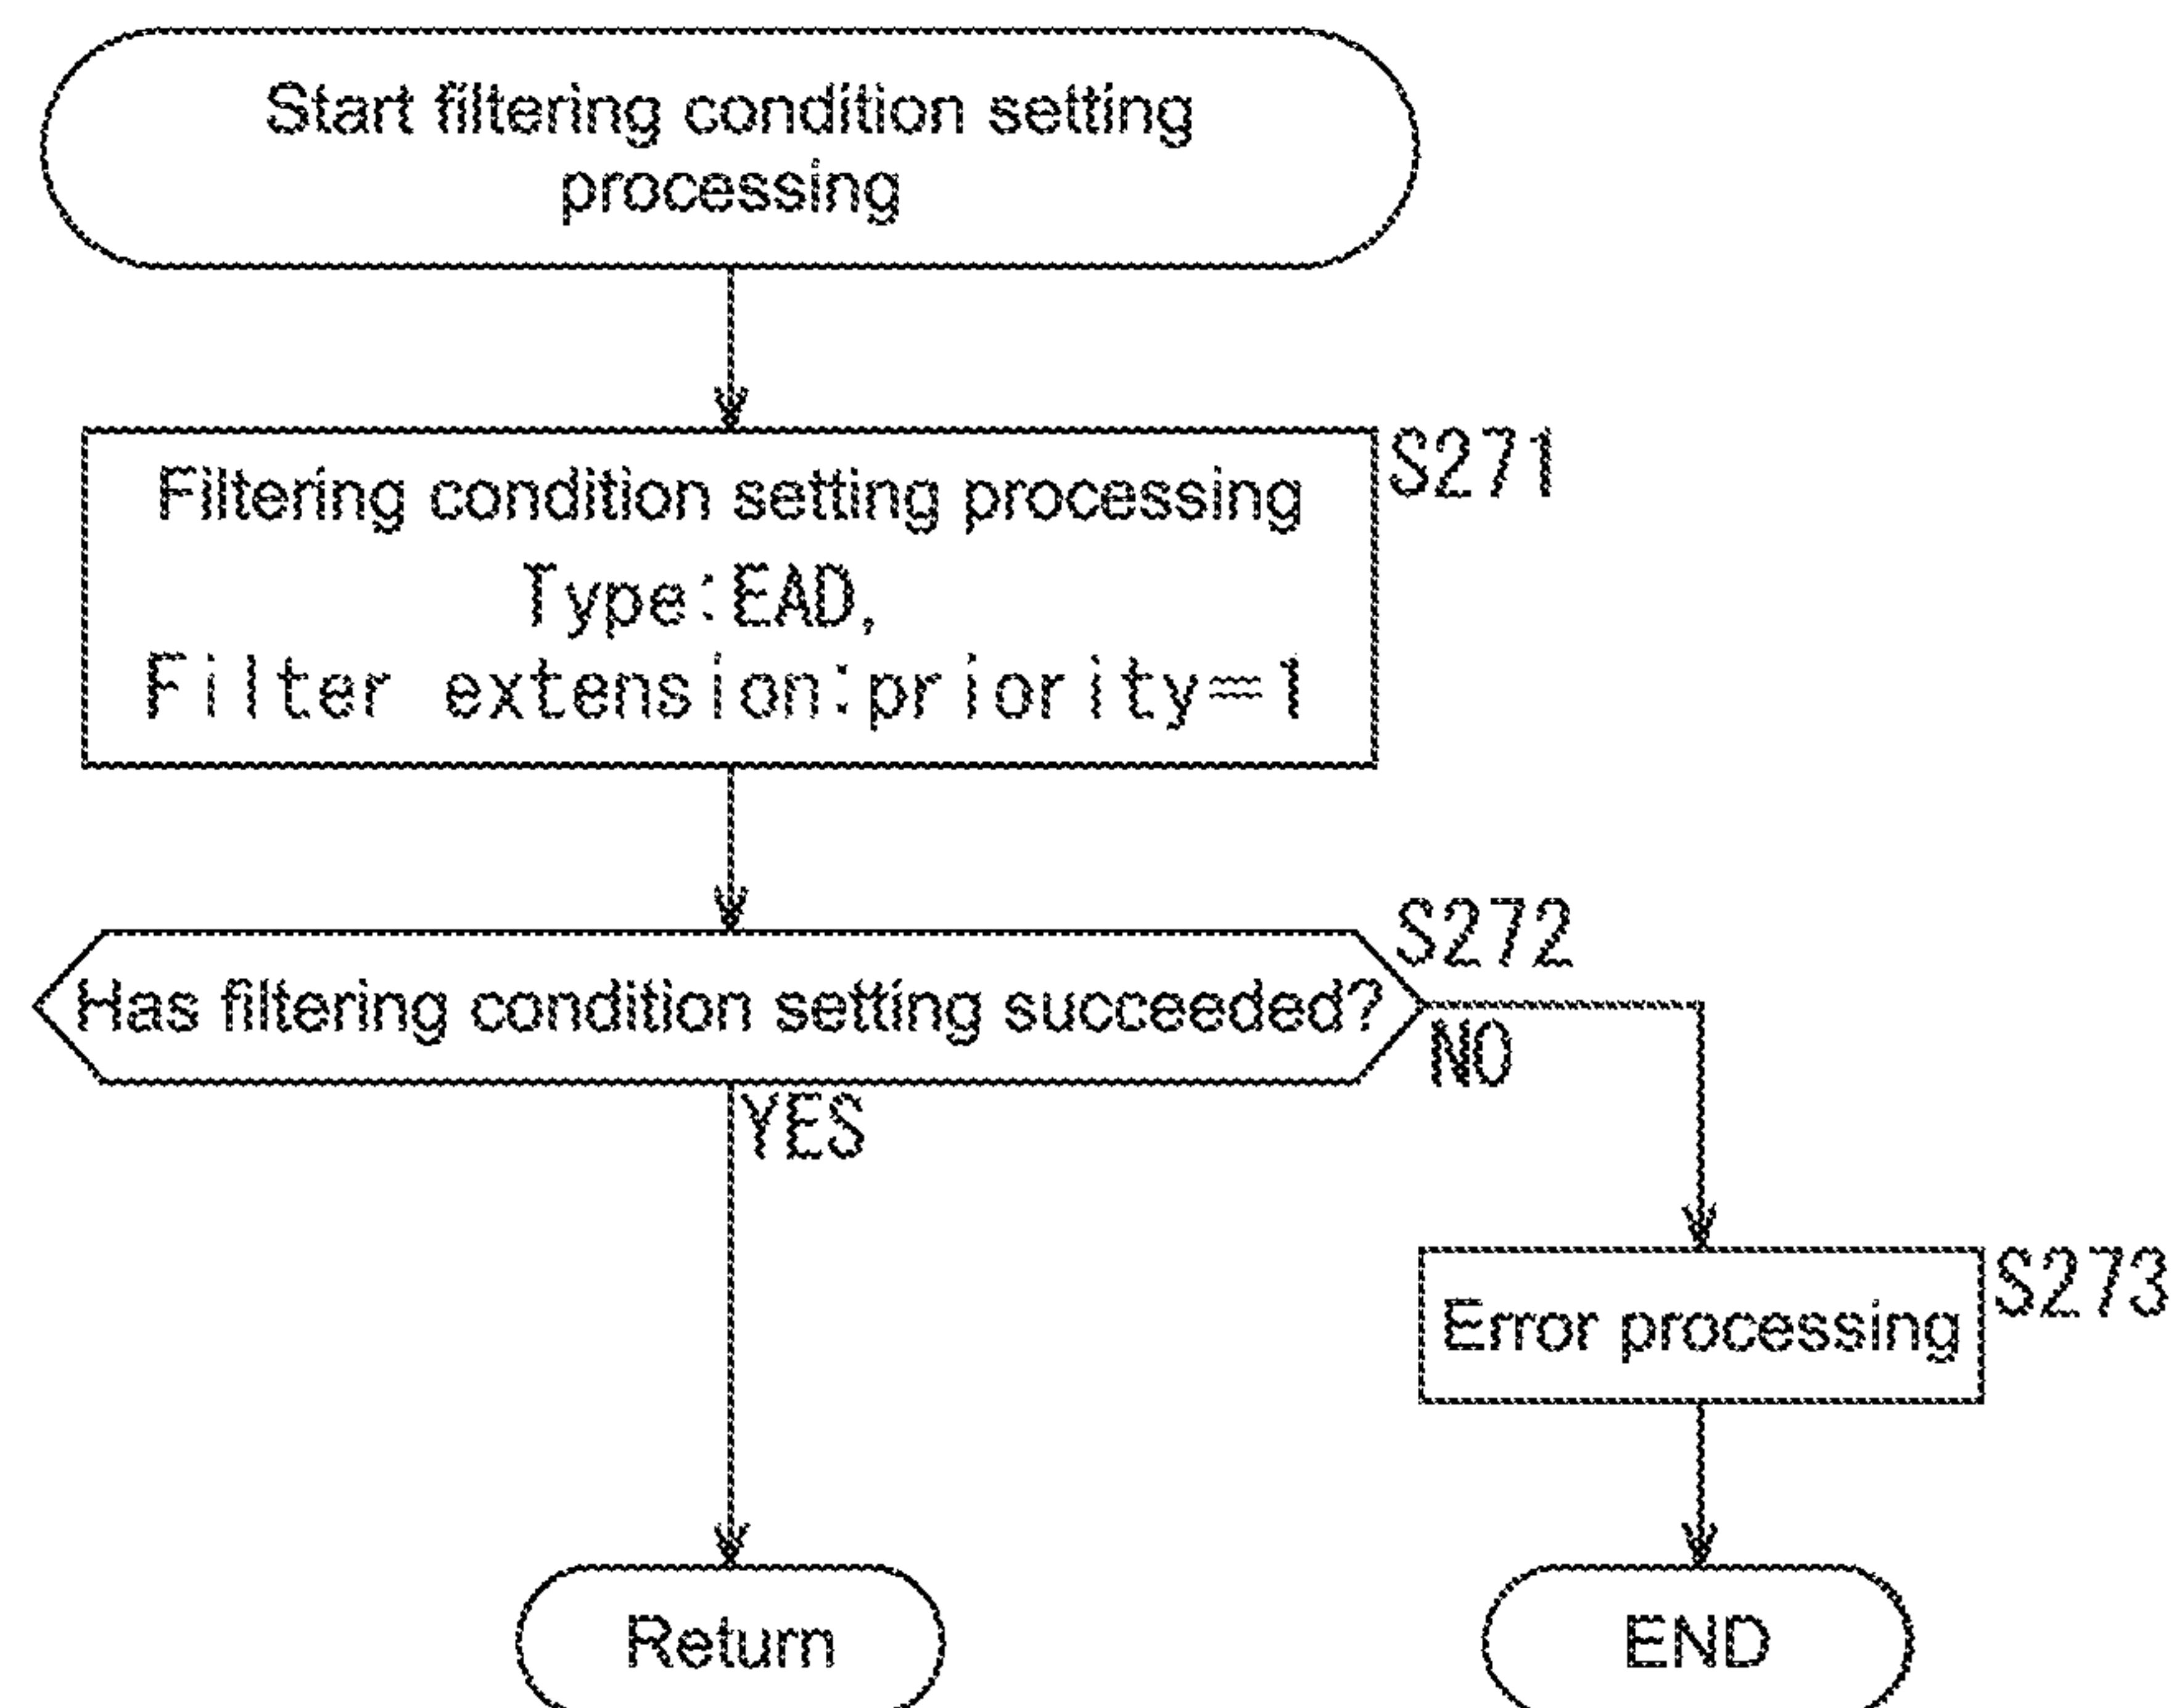 Start filtering condition setting
processing
S271
Filtering condition setting processing
Type:EAD,
Filter extension:priority=1
S272
Has filtering condition setting succeeded?
NO
YES
S273
Error processing
Return
END